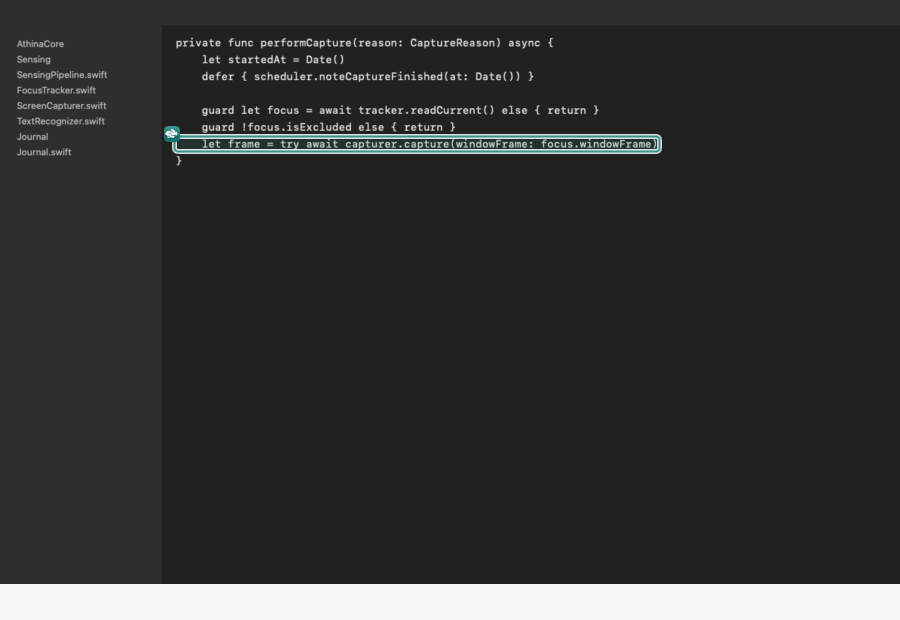 AthinaCore
Sensing
SensingPipeline.swift
FocusTracker.swift
ScreenCapturer.swift
TextRecognizer.swift
Journal
Journal.swift
private func performCapture(reason: CaptureReason) async {
    let startedAt = Date()
    defer { scheduler.noteCaptureFinished(at: Date()) }

    guard let focus = await tracker.readCurrent() else { return }
    guard !focus.isExcluded else { return }
    let frame = try await capturer.capture(windowFrame: focus.windowFrame)
}